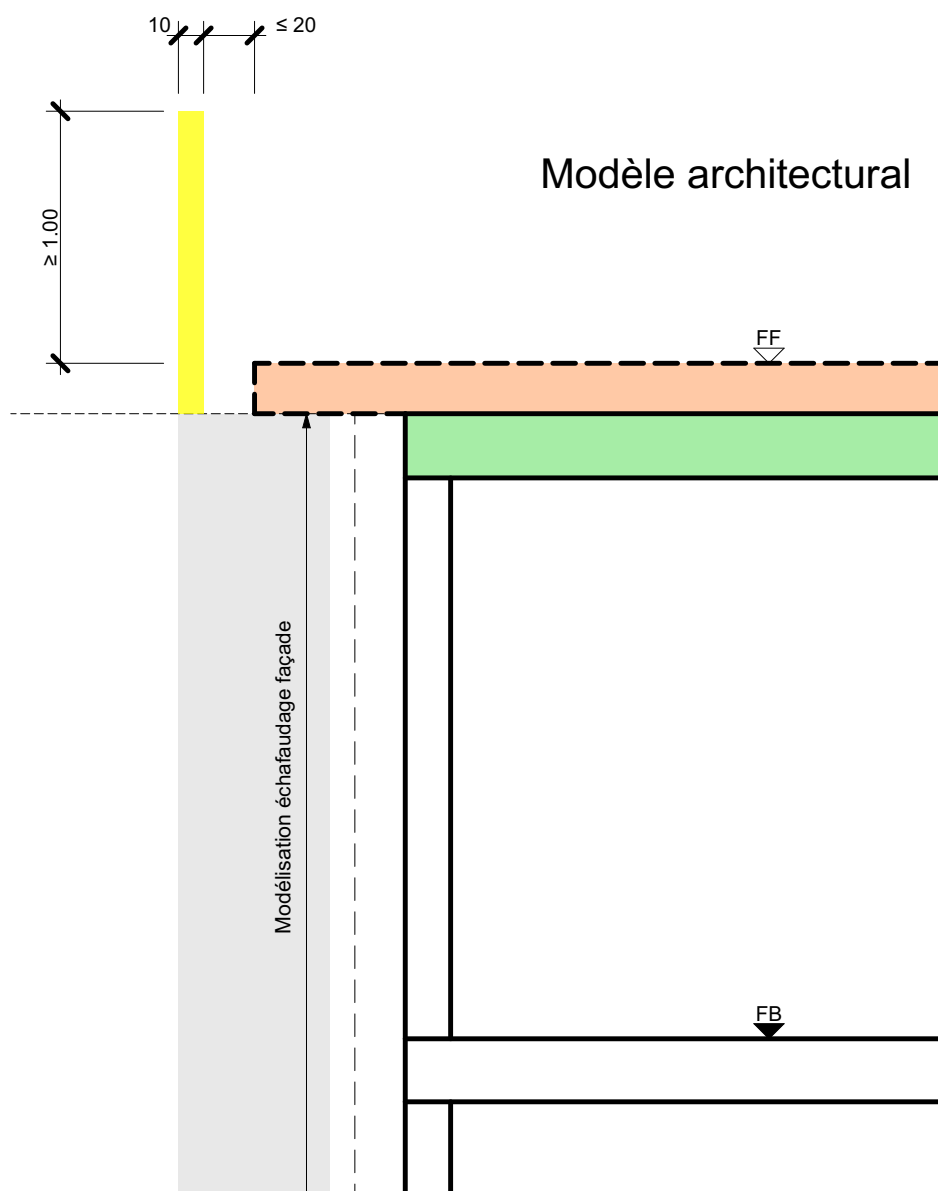 10
≤ 20
≥ 1.00
Modèle architectural
FF
Modélisation échafaudage façade
FB